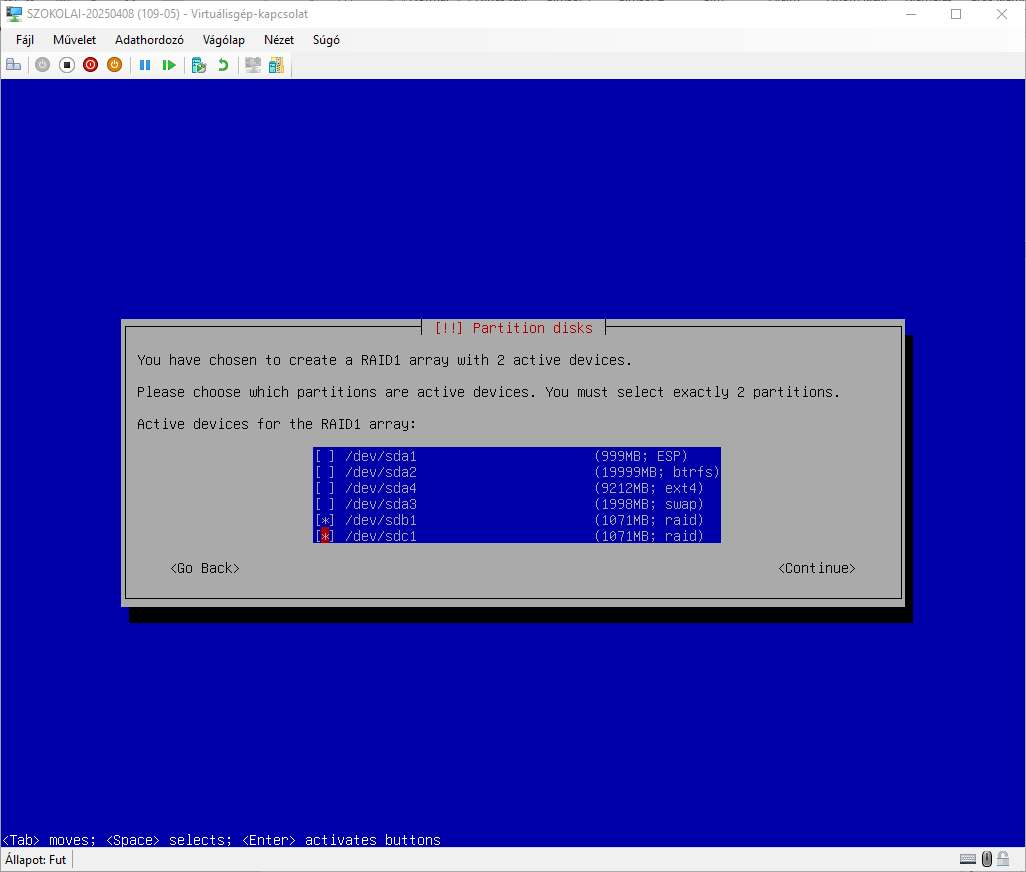 SZOKOLAI-20250408 (109-05) - Virtuálisgép-kapcsolat
Fájl Művelet Adathordozó Vágólap Nézet Súgó
[!!] Partition disks
You have chosen to create a RAID1 array with 2 active devices.
Please choose which partitions are active devices. You must select exactly 2 partitions.
Active devices for the RAID1 array:
[ ] /dev/sda1 (999MB; ESP)
[ ] /dev/sda2 (19999MB; btrfs)
[ ] /dev/sda4 (9212MB; ext4)
[ ] /dev/sda3 (1998MB; swap)
[*] /dev/sdb1 (1071MB; raid)
[*] /dev/sdc1 (1071MB; raid)
<Go Back> <Continue>
<Tab> moves; <Space> selects; <Enter> activates buttons
Állapot: Fut